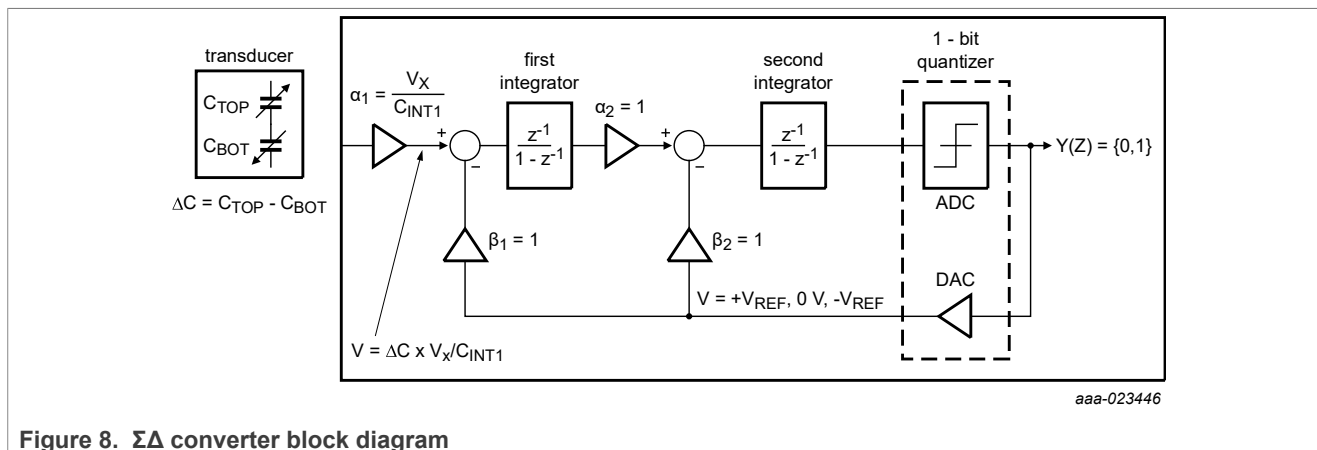 transducer
C_TOP
C_BOT
ΔC = C_TOP - C_BOT
α₁ = V_X / C_INT1
+
−
first
integrator
z⁻¹
1 - z⁻¹
α₂ = 1
+
−
second
integrator
z⁻¹
1 - z⁻¹
1 - bit
quantizer
ADC
Y(Z) = {0,1}
β₁ = 1
β₂ = 1
DAC
V = +V_REF, 0 V, -V_REF
V = ΔC x V_x/C_INT1
aaa-023446
Figure 8. ΣΔ converter block diagram